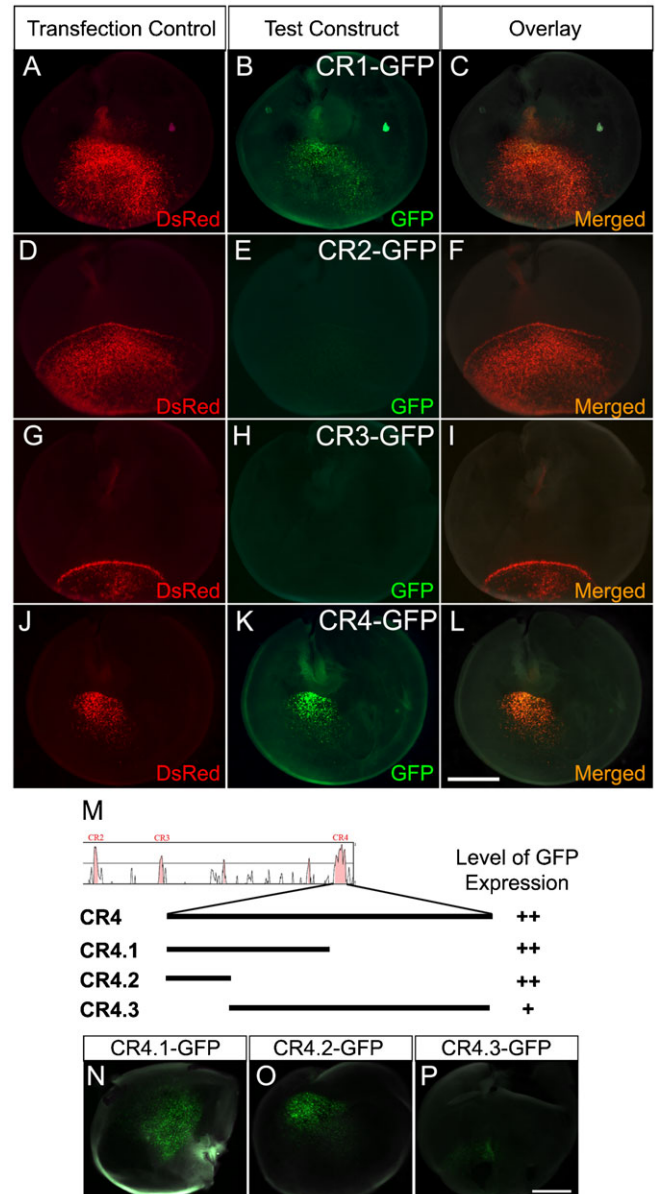 Transfection Control Test Construct Overlay
A B CR1-GFP C
DsRed GFP Merged
D E CR2-GFP F
DsRed GFP Merged
G H CR3-GFP I
DsRed GFP Merged
J K CR4-GFP L
DsRed GFP Merged
M
CR2 CR3 CR4
Level of GFP
Expression
CR4 ++
CR4.1 ++
CR4.2 ++
CR4.3 +
CR4.1-GFP CR4.2-GFP CR4.3-GFP
N O P